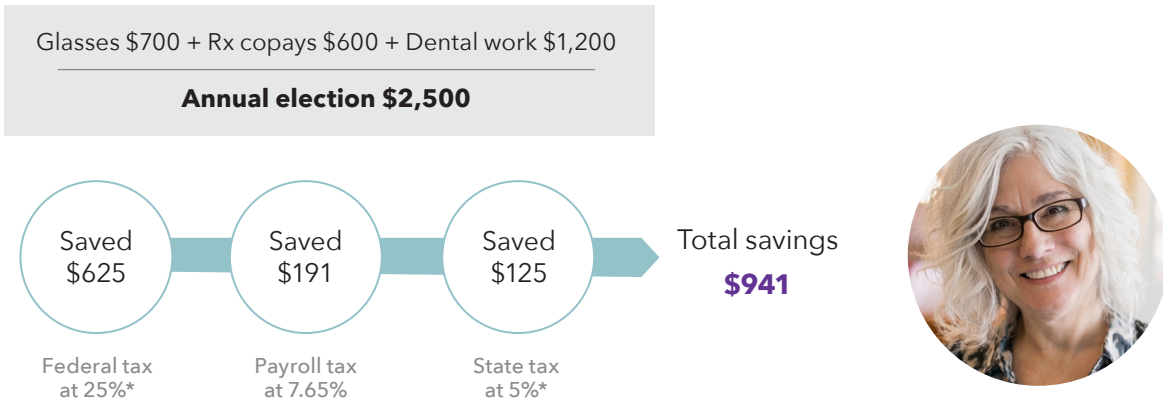 Glasses $700 + Rx copays $600 + Dental work $1,200
Annual election $2,500
Saved
$625
Saved
$191
Saved
$125
Total savings
$941
Federal tax
at 25%*
Payroll tax
at 7.65%
State tax
at 5%*